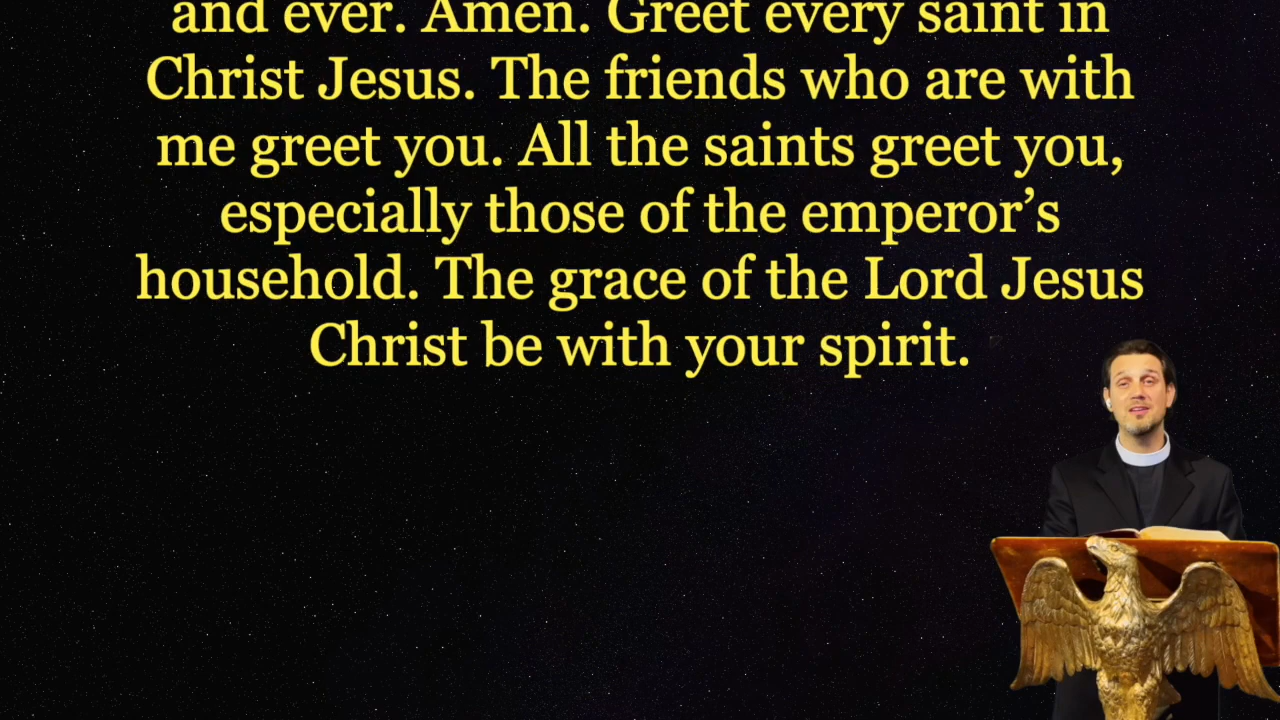 and ever. Amen. Greet every saint in
Christ Jesus. The friends who are with
me greet you. All the saints greet you,
especially those of the emperor’s
household. The grace of the Lord Jesus
Christ be with your spirit.